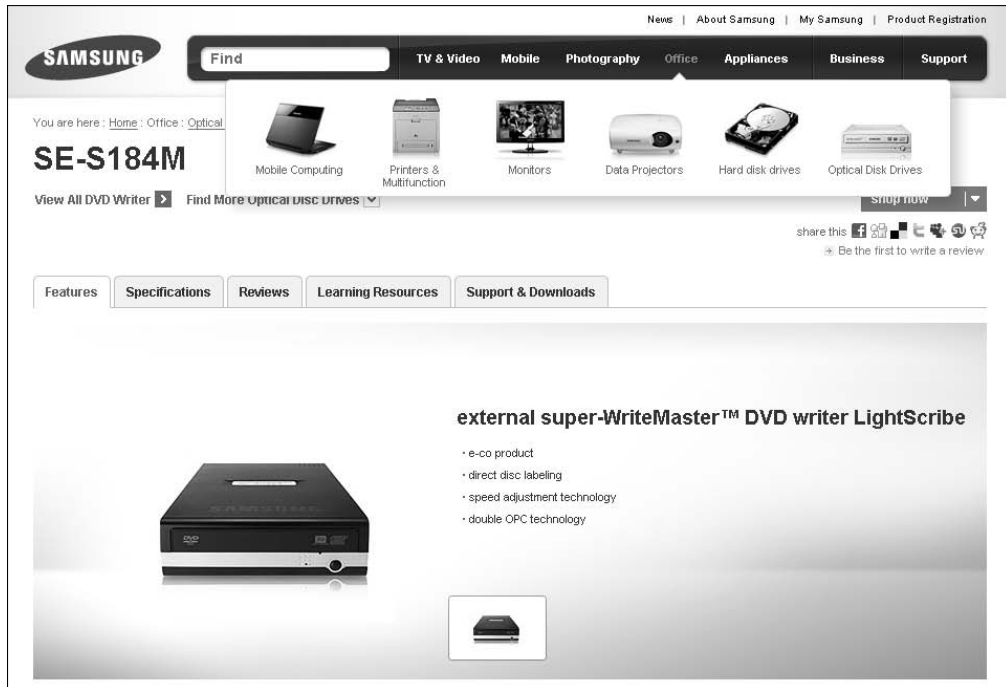 News | About Samsung | My Samsung | Product Registration
SAMSUNG
Find
TV & Video Mobile Photography Office Appliances Business Support
You are here : Home : Office : Optical
Mobile Computing
Printers &
Multifunction
Monitors
Data Projectors
Hard disk drives
Optical Disk Drives
SE-S184M
View All DVD Writer Find More Optical Disc Drives
shop now
share this
Be the first to write a review
Features Specifications Reviews Learning Resources Support & Downloads
external super-WriteMaster™ DVD writer LightScribe
· e-co product
· direct disc labeling
· speed adjustment technology
· double OPC technology
SAMSUNG
DVD